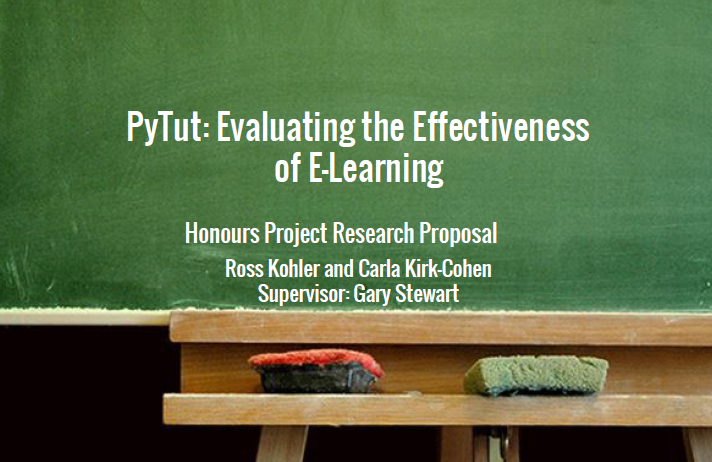 PyTut: Evaluating the Effectiveness
of E-Learning
Honours Project Research Proposal
Ross Kohler and Carla Kirk-Cohen
Supervisor: Gary Stewart